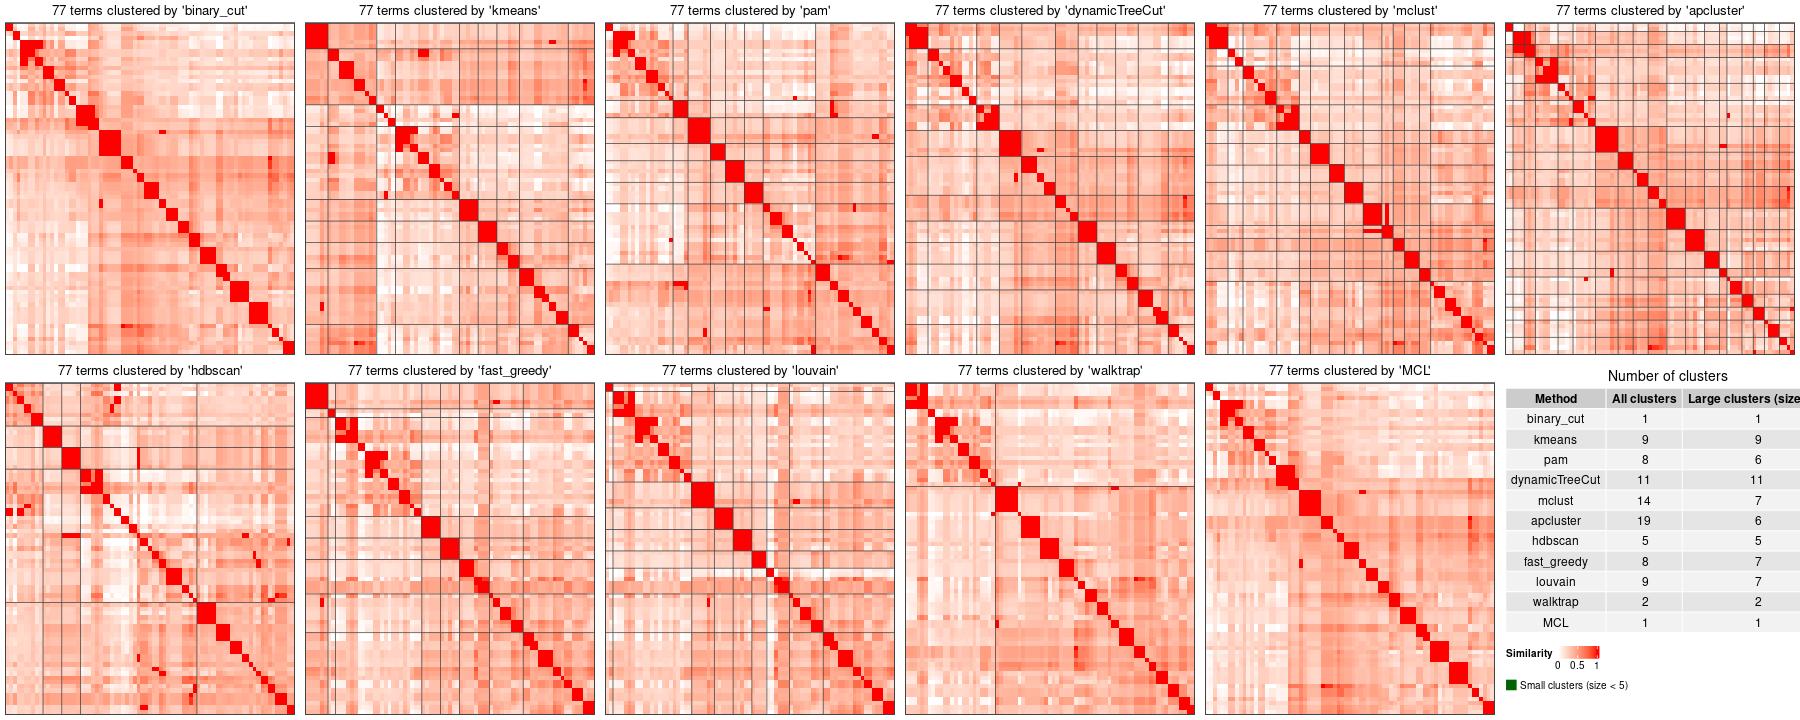 77 terms clustered by 'binary_cut'
77 terms clustered by 'kmeans'
77 terms clustered by 'pam'
77 terms clustered by 'dynamicTreeCut'
77 terms clustered by 'mclust'
77 terms clustered by 'apcluster'
77 terms clustered by 'hdbscan'
77 terms clustered by 'fast_greedy'
77 terms clustered by 'louvain'
77 terms clustered by 'walktrap'
77 terms clustered by 'MCL'
Number of clusters
Method All clusters Large clusters (size
binary_cut 1 1
kmeans 9 9
pam 8 6
dynamicTreeCut 11 11
mclust 14 7
apcluster 19 6
hdbscan 5 5
fast_greedy 8 7
louvain 9 7
walktrap 2 2
MCL 1 1
Similarity
0 0.5 1
Small clusters (size < 5)